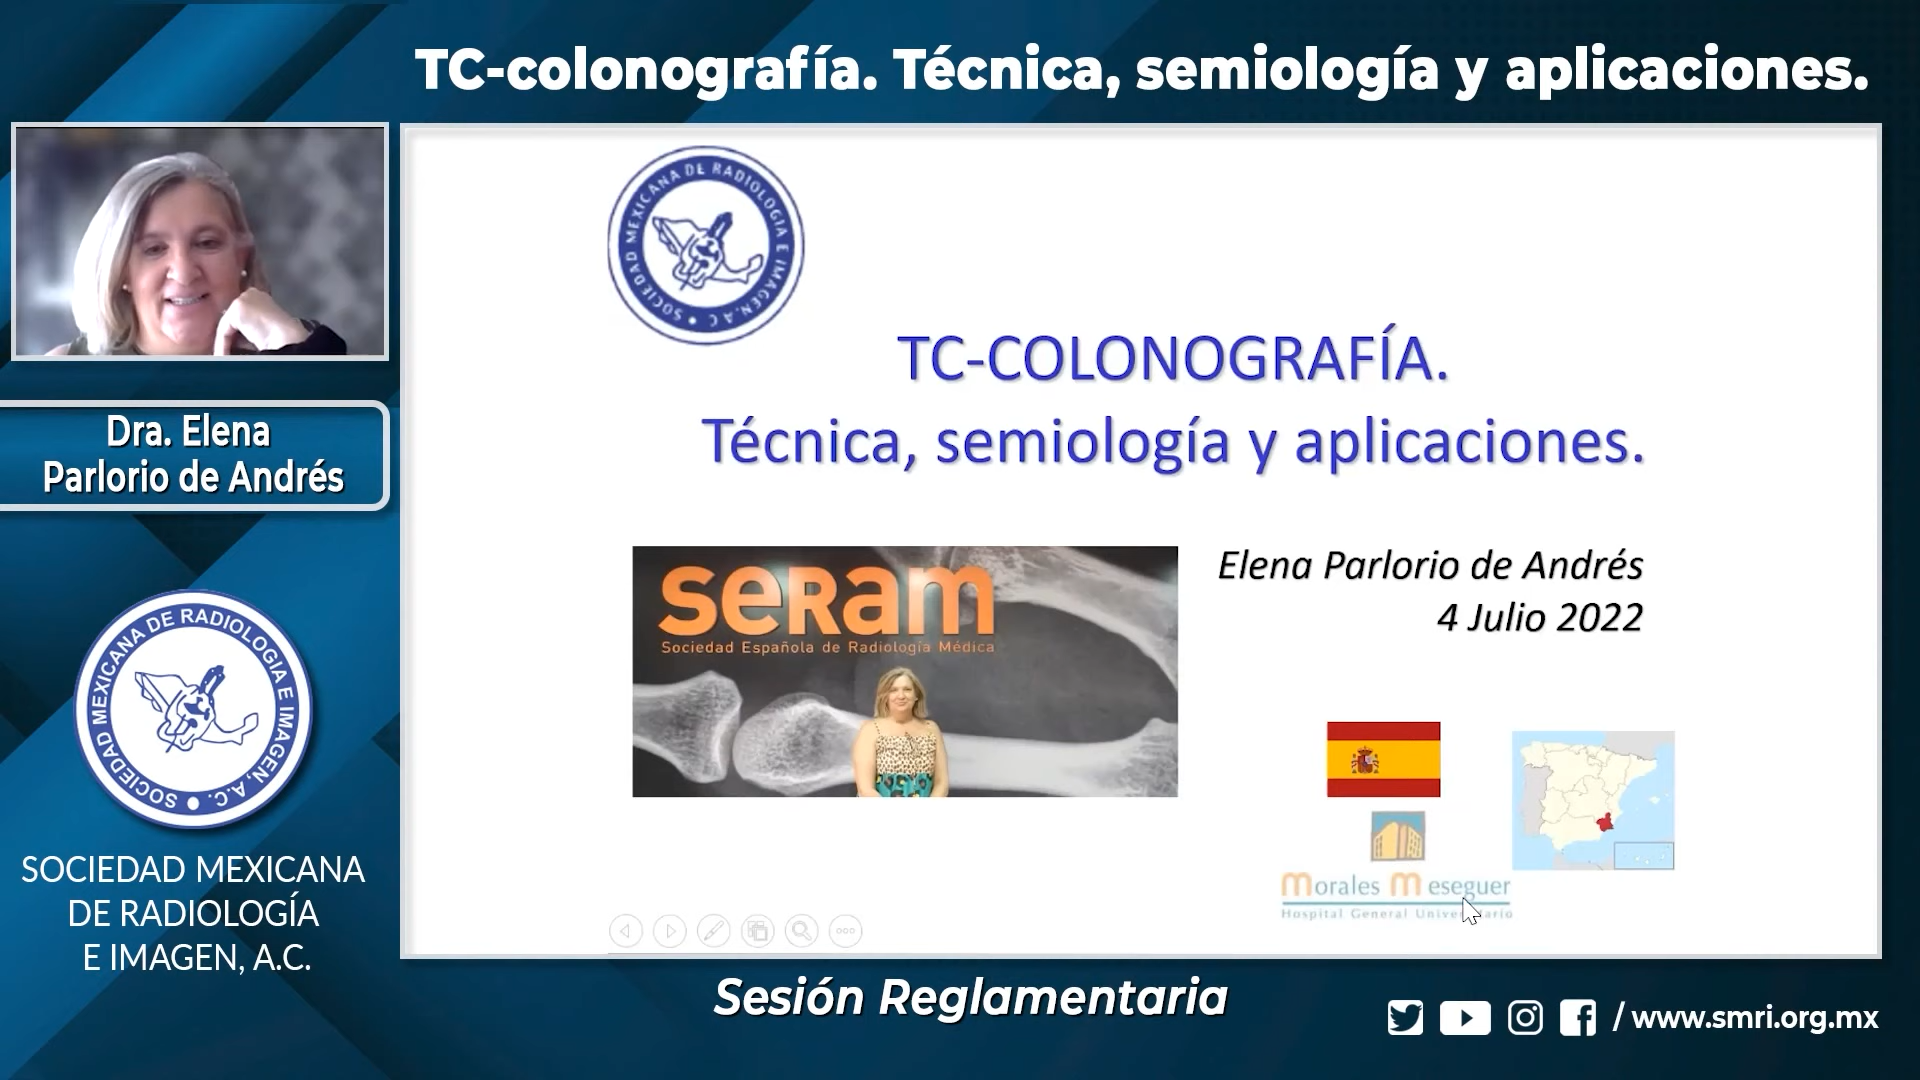 TC-colonografía. Técnica, semiología y aplicaciones.
Dra. Elena
Parlorio de Andrés
SOCIEDAD MEXICANA DE RADIOLOGIA E IMAGEN, A.C.
SOCIEDAD MEXICANA
DE RADIOLOGÍA
E IMAGEN, A.C.
SOCIEDAD MEXICANA DE RADIOLOGIA E IMAGEN, A.C.
TC-COLONOGRAFÍA.
Técnica, semiología y aplicaciones.
seRam
Sociedad Española de Radiología Médica
Elena Parlorio de Andrés
4 Julio 2022
Morales Meseguer
Hospital General Universitario
Sesión Reglamentaria
/ www.smri.org.mx